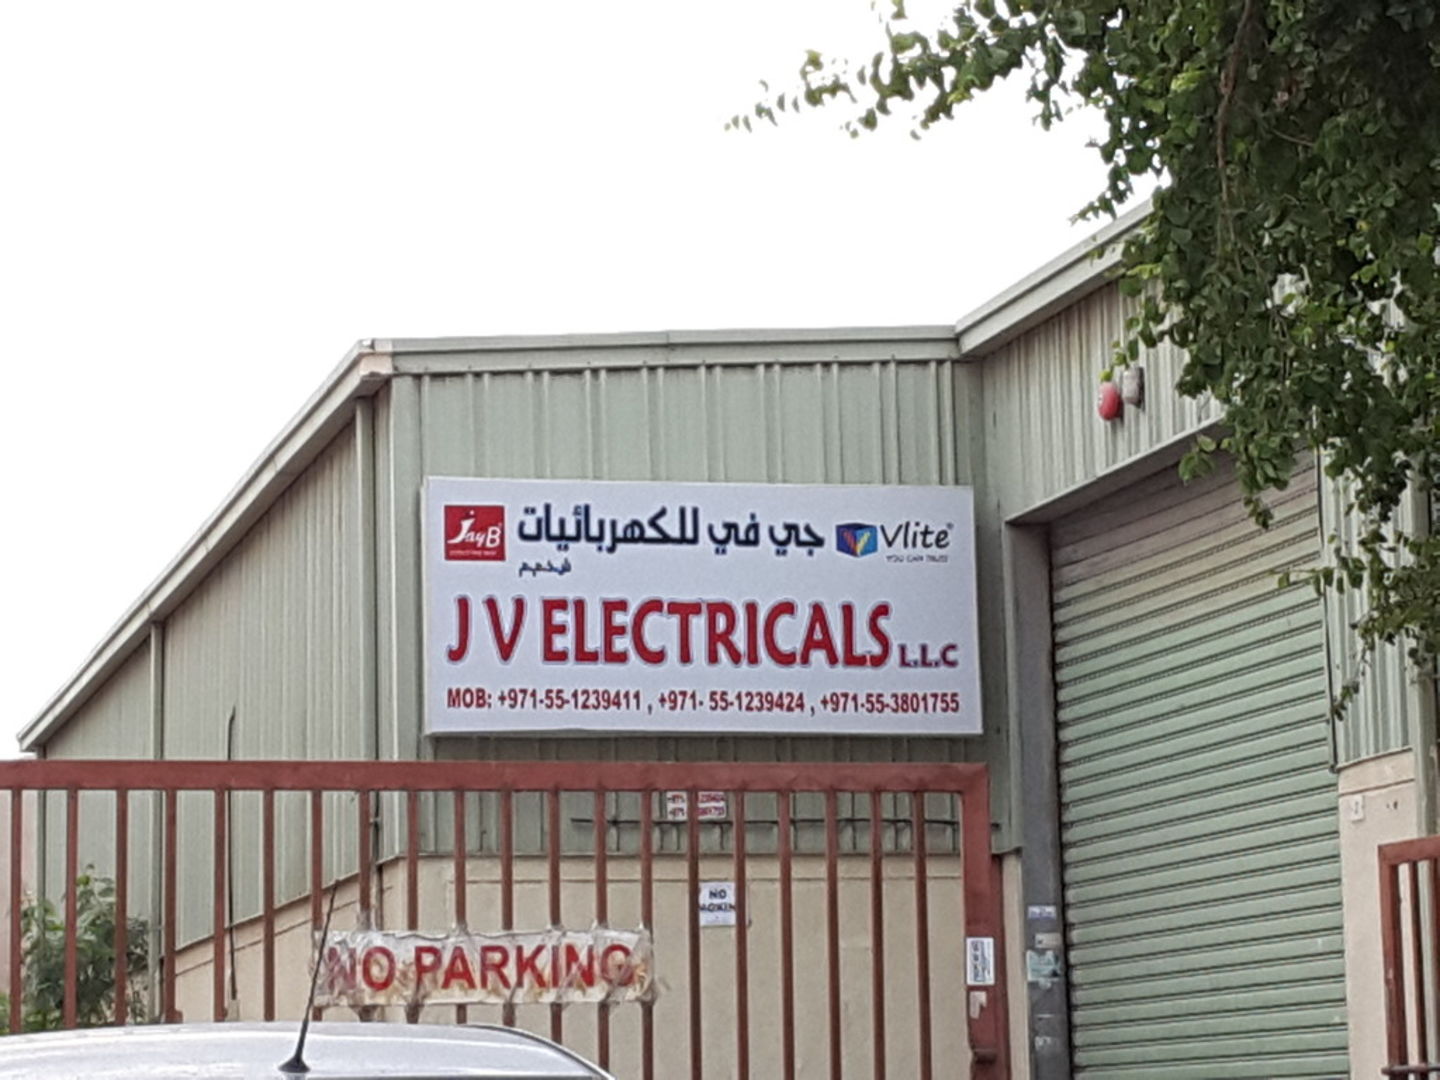 JayB
جي في للكهربائيات
ش.ذ.م.م
Vlite
YOU CAN TRUST
J V ELECTRICALS L.L.C
MOB: +971-55-1239411 , +971- 55-1239424 , +971-55-3801755
NO
NO PARKING